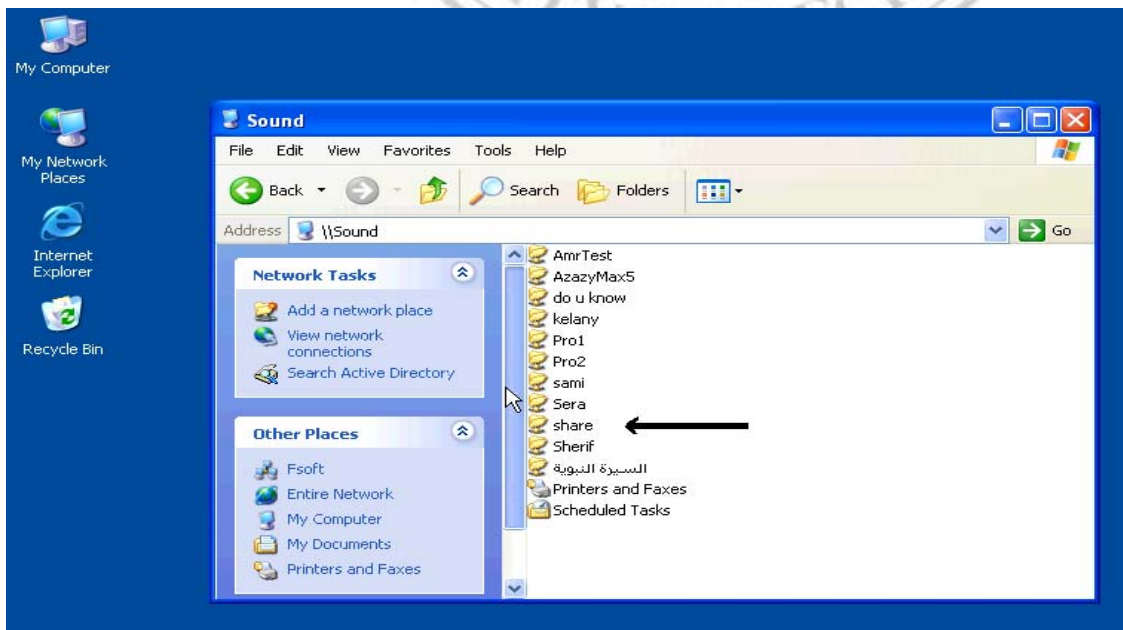 My Computer
My Network
Places
Internet
Explorer
Recycle Bin
Sound
File Edit View Favorites Tools Help
Back Search Folders
Address \\Sound Go
Network Tasks
Add a network place
View network
connections
Search Active Directory
Other Places
Fsoft
Entire Network
My Computer
My Documents
Printers and Faxes
AmrTest
AzazyMax5
do u know
kelany
Pro1
Pro2
sami
Sera
share
Sherif
السيرة النبوية
Printers and Faxes
Scheduled Tasks